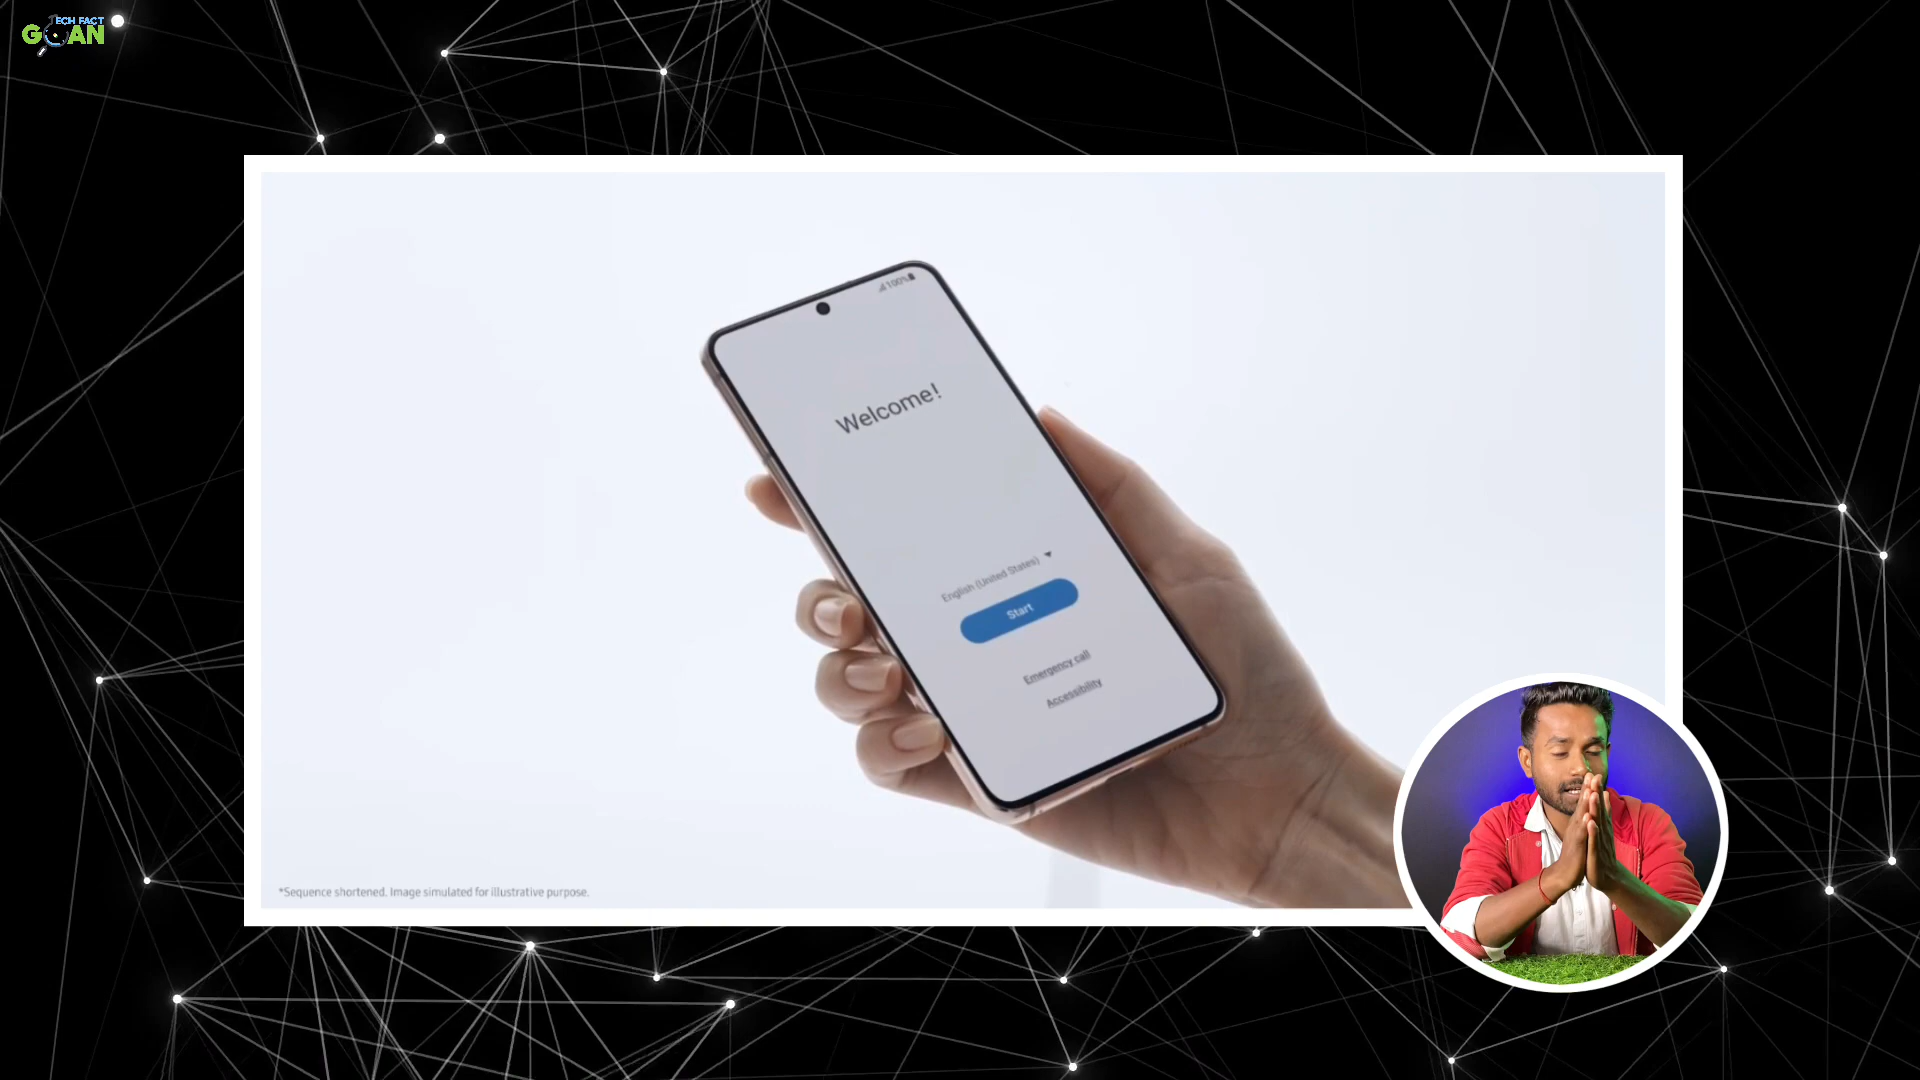 TECH FACT
GYAN
100%
Welcome!
English (United States)
Start
Emergency call
Accessibility
*Sequence shortened. Image simulated for illustrative purpose.